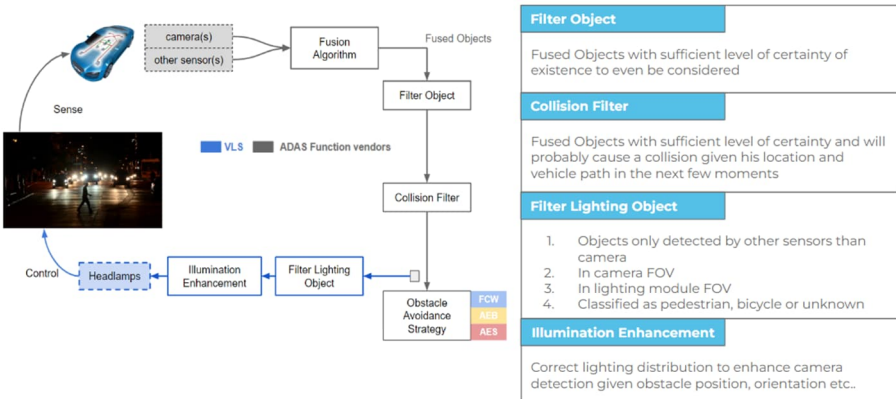 camera(s)
other sensor(s)
Fusion
Algorithm
Fused Objects
Filter Object
Sense
VLS
ADAS Function vendors
Collision Filter
Control
Headlamps
Illumination
Enhancement
Filter Lighting
Object
Obstacle
Avoidance
Strategy
FCW
AEB
AES
Filter Object
Fused Objects with sufficient level of certainty of
existence to even be considered
Collision Filter
Fused Objects with sufficient level of certainty and will
probably cause a collision given his location and
vehicle path in the next few moments
Filter Lighting Object
1. Objects only detected by other sensors than
camera
2. In camera FOV
3. In lighting module FOV
4. Classified as pedestrian, bicycle or unknown
Illumination Enhancement
Correct lighting distribution to enhance camera
detection given obstacle position, orientation etc..